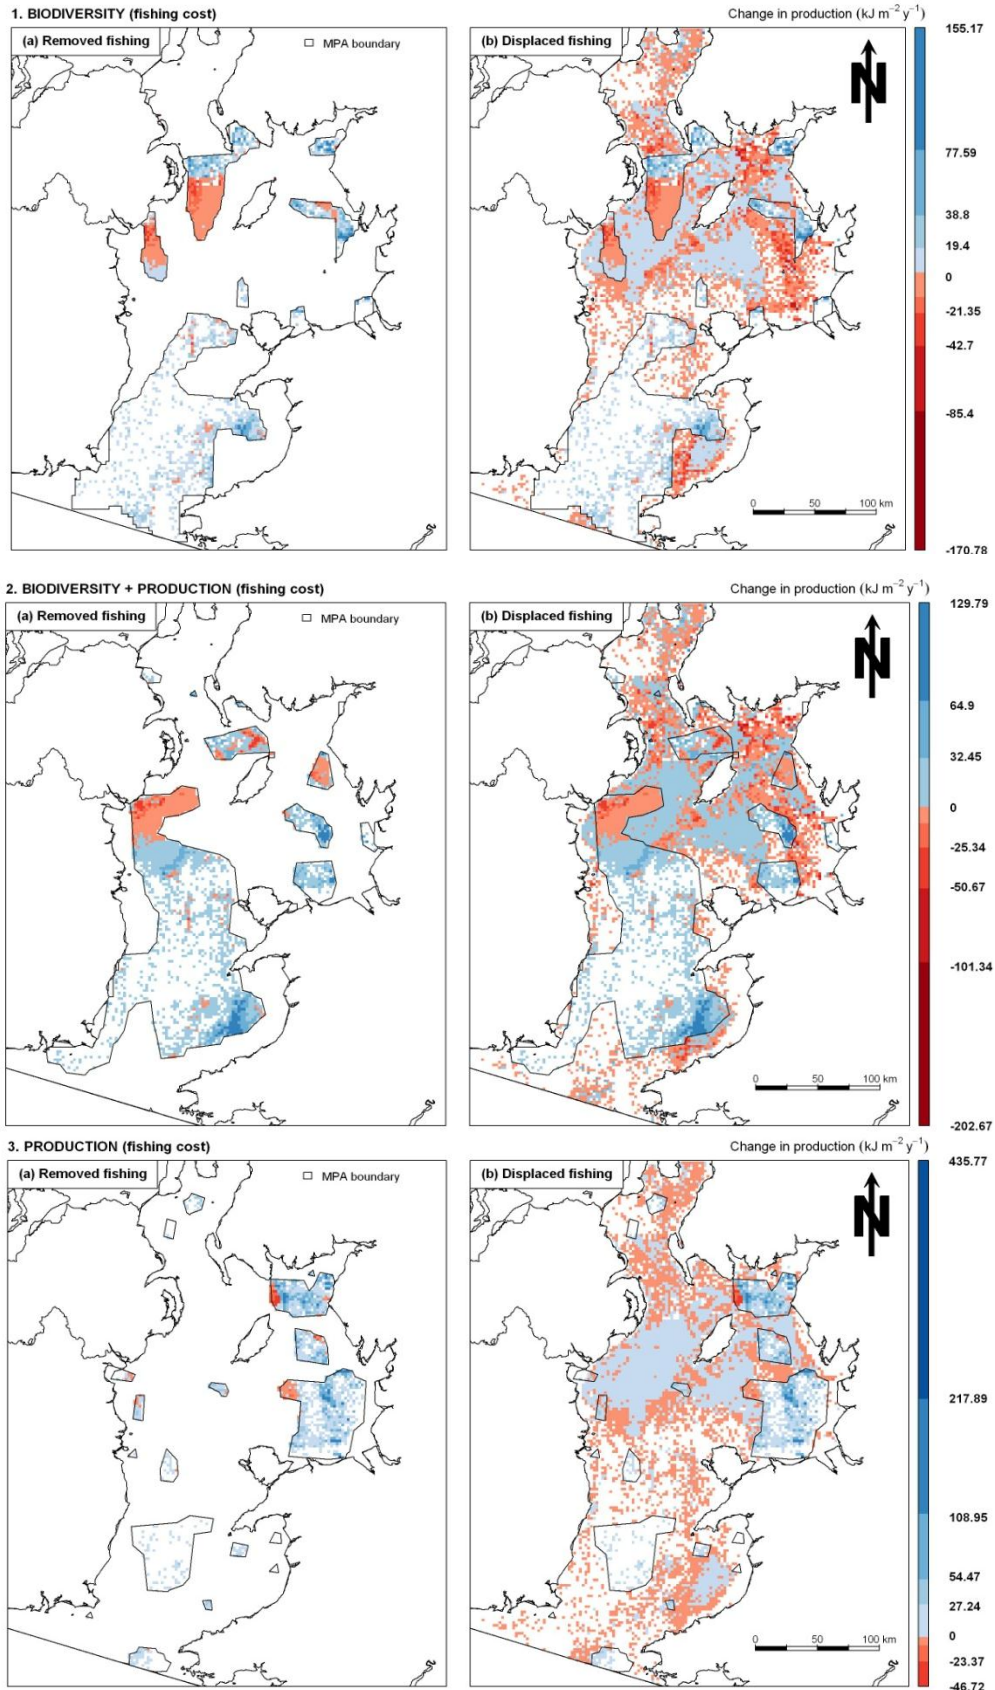 1. BIODIVERSITY (fishing cost)
Change in production (kJ m⁻² y⁻¹)
(a) Removed fishing
MPA boundary
(b) Displaced fishing
N
155.17
77.59
38.8
19.4
0
-21.35
-42.7
-85.4
-170.78
0 50 100 km
2. BIODIVERSITY + PRODUCTION (fishing cost)
Change in production (kJ m⁻² y⁻¹)
(a) Removed fishing
MPA boundary
(b) Displaced fishing
N
129.79
64.9
32.45
0
-25.34
-50.67
-101.34
-202.67
0 50 100 km
3. PRODUCTION (fishing cost)
Change in production (kJ m⁻² y⁻¹)
(a) Removed fishing
MPA boundary
(b) Displaced fishing
N
435.77
217.89
108.95
54.47
27.24
0
-23.37
-46.72
0 50 100 km